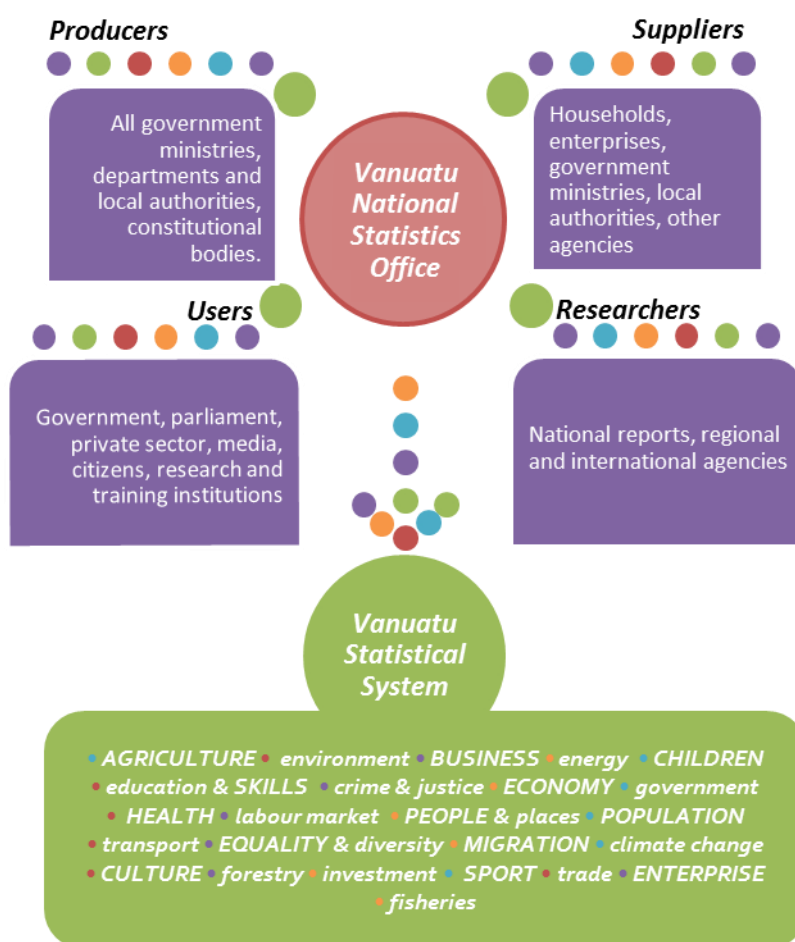 Producers
All government
ministries,
departments and
local authorities,
constitutional
bodies.
Suppliers
Households,
enterprises,
government
ministries, local
authorities, other
agencies
Vanuatu
National
Statistics
Office
Users
Government, parliament,
private sector, media,
citizens, research and
training institutions
Researchers
National reports, regional
and international agencies
Vanuatu
Statistical
System
• AGRICULTURE • environment • BUSINESS • energy • CHILDREN
• education & SKILLS • crime & justice • ECONOMY • government
• HEALTH • labour market • PEOPLE & places • POPULATION
• transport • EQUALITY & diversity • MIGRATION • climate change
• CULTURE • forestry • investment • SPORT • trade • ENTERPRISE
• fisheries